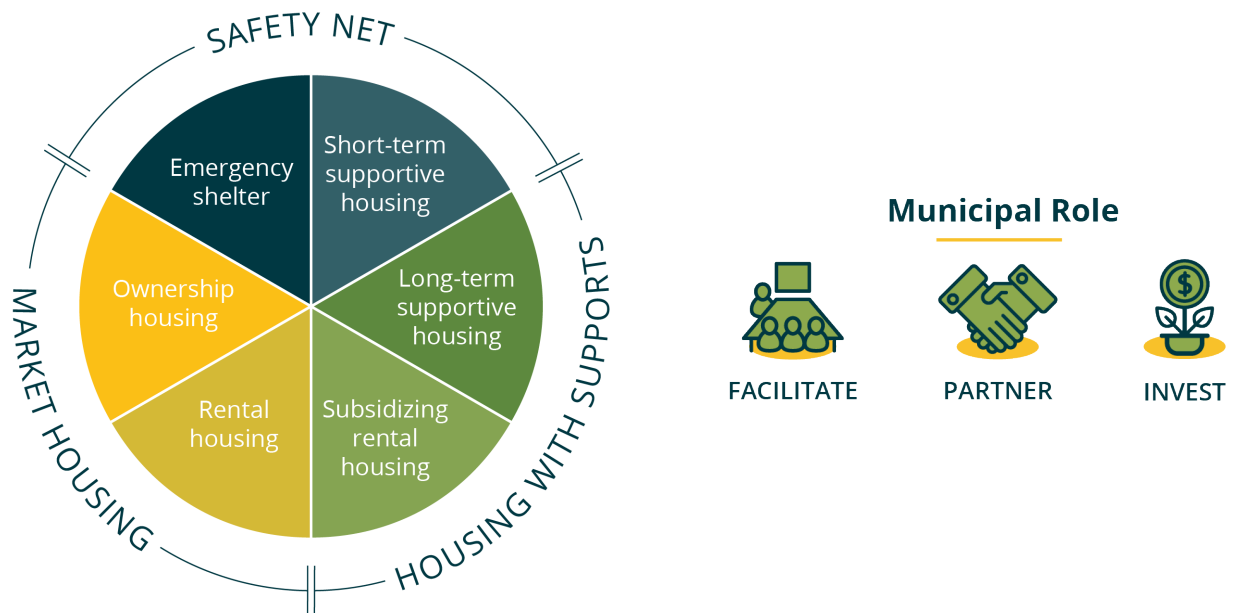 SAFETY NET
Emergency
shelter
Short-term
supportive
housing
Ownership
housing
Long-term
supportive
housing
Rental
housing
Subsidizing
rental
housing
MARKET HOUSING
HOUSING WITH SUPPORTS
Municipal Role
$
FACILITATE
PARTNER
INVEST